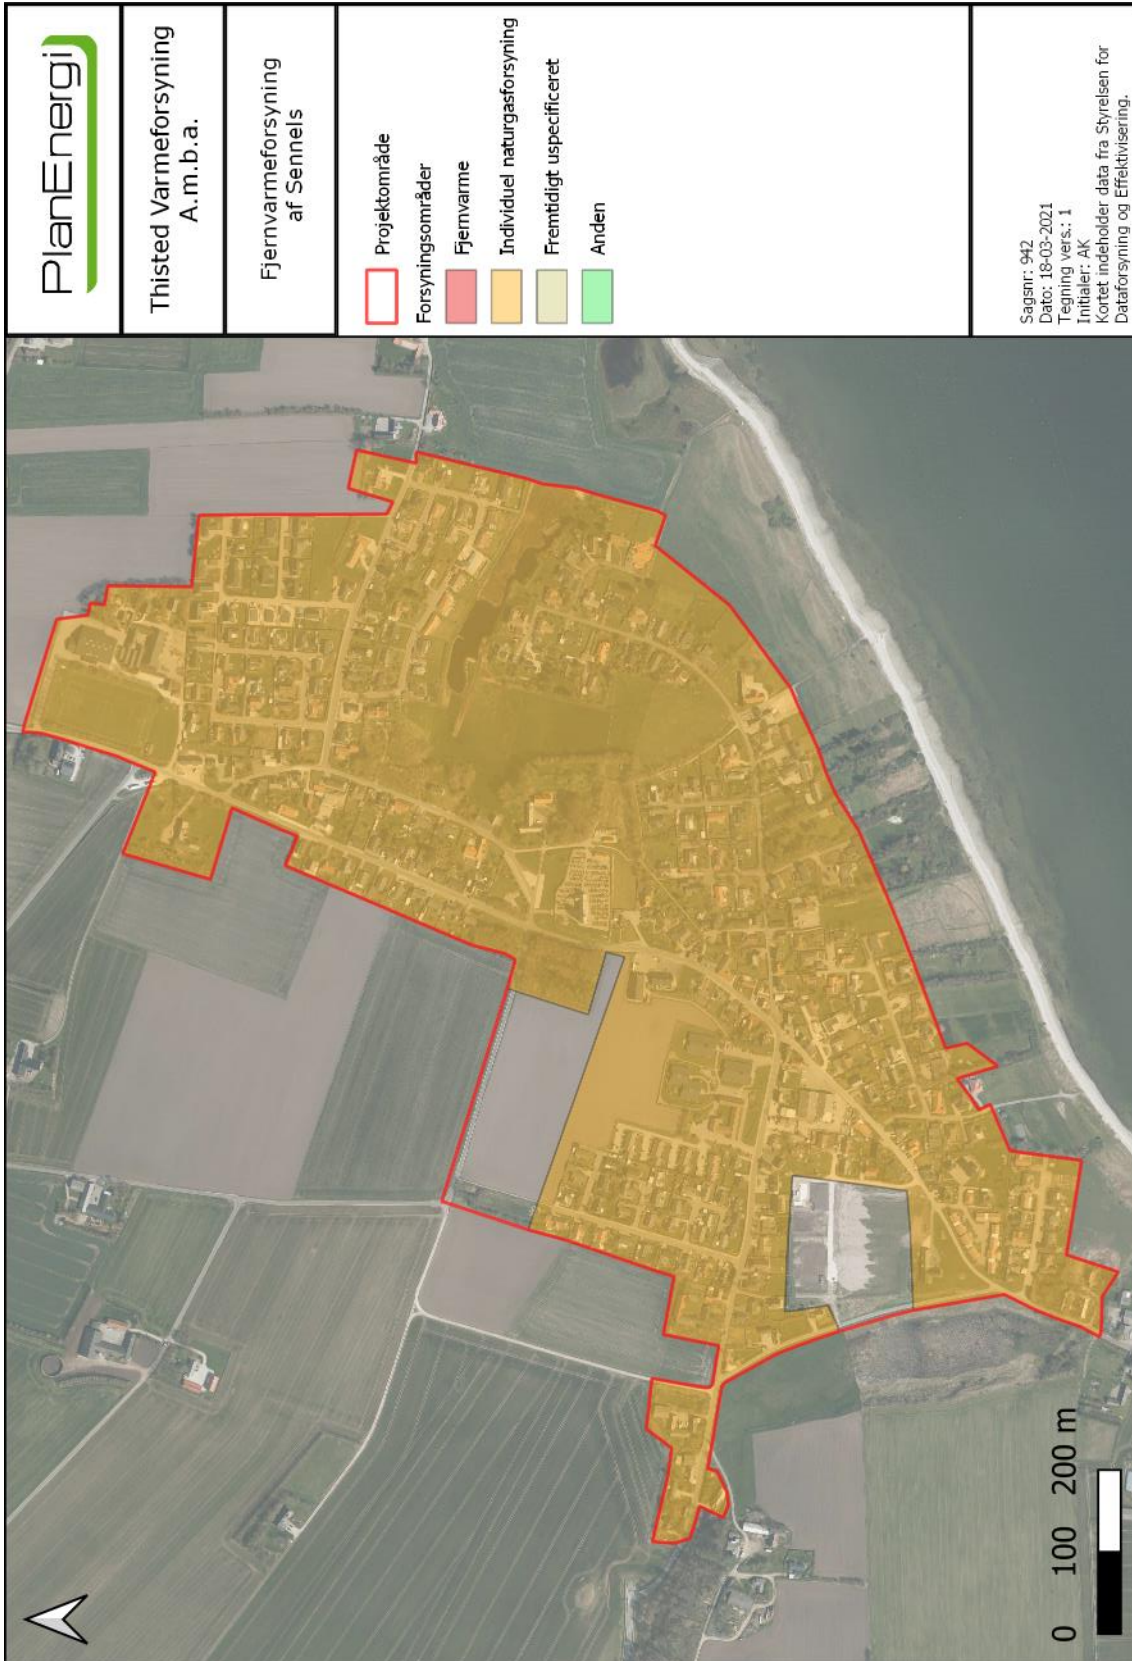 PlanEnergi
Thisted Varmeforsyning
A.m.b.a.
Fjernvarmeforsyning
af Sennels
Projektområde
Forsyningsområder
Fjernvarme
Individuel naturgasforsyning
Fremtidigt uspecificeret
Anden
Sagsnr: 942
Dato: 18-03-2021
Tegning vers.: 1
Initialer: AK
Kortet indeholder data fra Styrelsen for
Dataforsyning og Effektivisering.
0 100 200 m